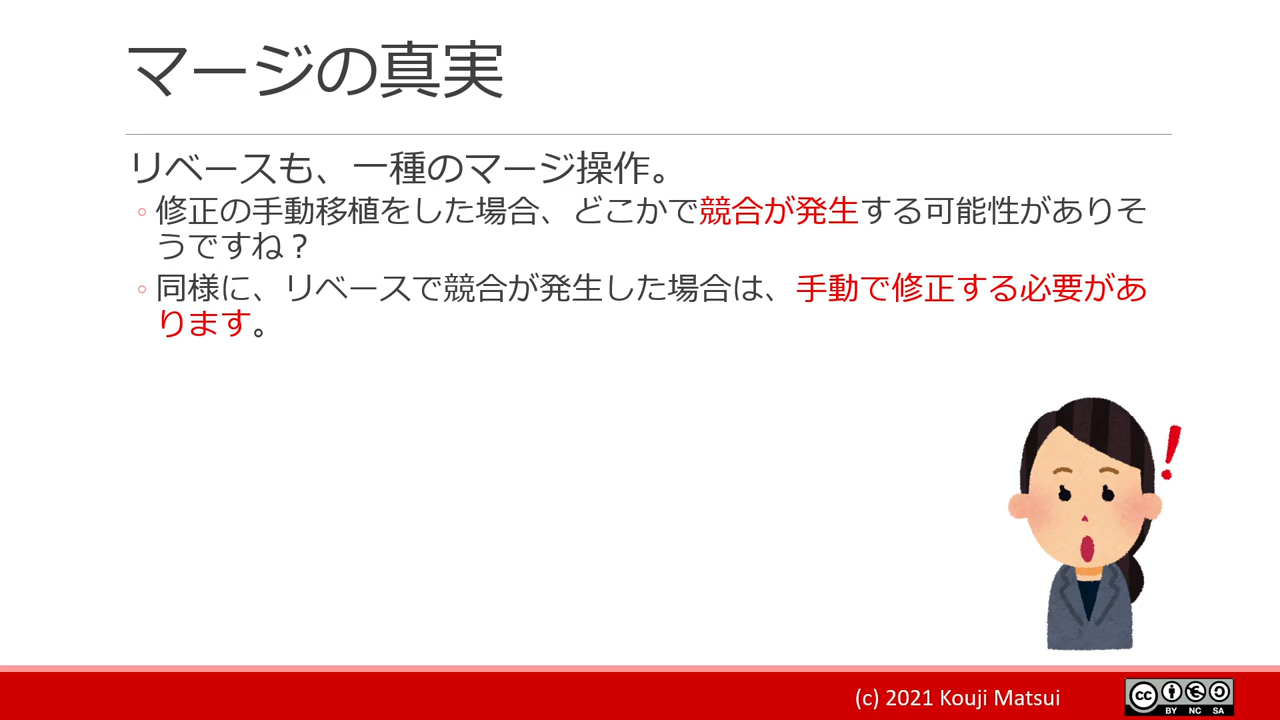 マージの真実
リベースも、一種のマージ操作。
◦ 修正の手動移植をした場合、どこかで競合が発生する可能性がありそ
うですね？
◦ 同様に、リベースで競合が発生した場合は、手動で修正する必要があ
ります。
!
(c) 2021 Kouji Matsui
cc
BY NC SA